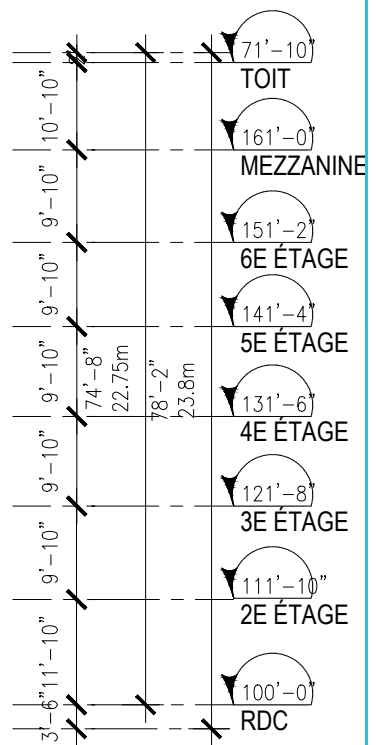 71'-10"
TOIT
10'-10"
161'-0"
MEZZANINE
9'-10"
151'-2"
6E ÉTAGE
9'-10"
141'-4"
5E ÉTAGE
9'-10"
74'-8"
22.75m
78'-2"
23.8m
131'-6"
4E ÉTAGE
9'-10"
121'-8"
3E ÉTAGE
9'-10"
111'-10"
2E ÉTAGE
11'-10"
100'-0"
RDC
3'-6"